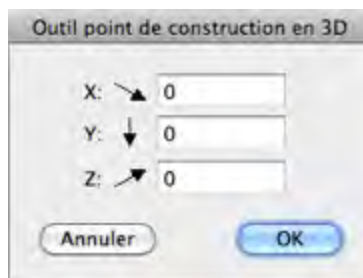 Outil point de construction en 3D
X: 0
Y: 0
Z: 0
Annuler OK